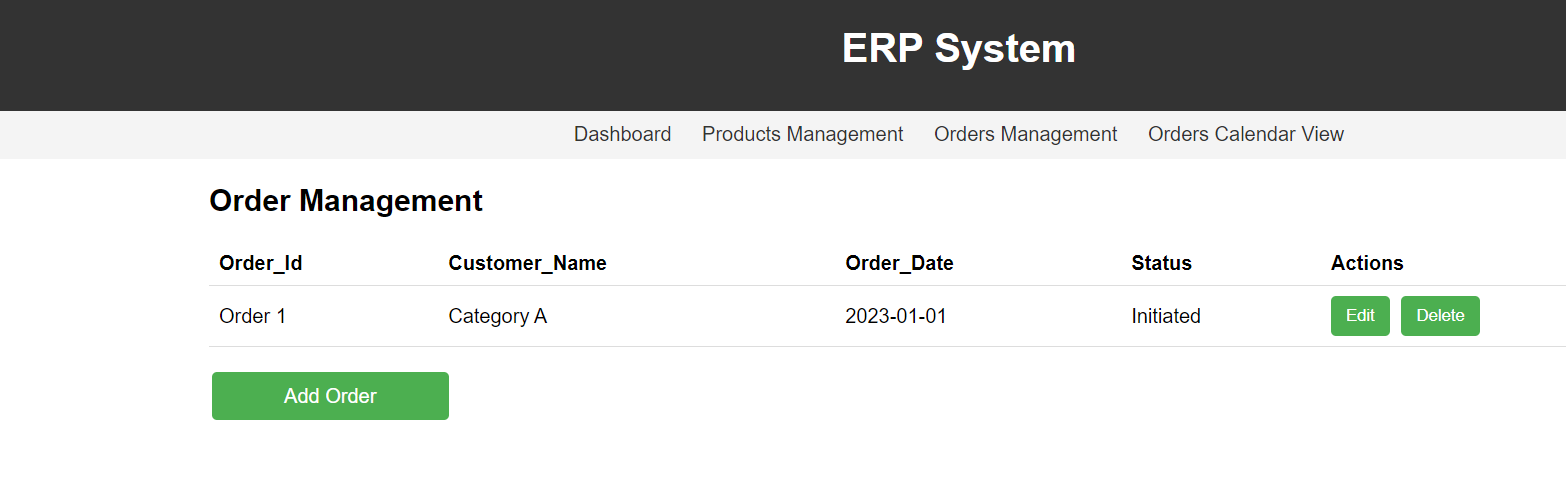 ERP System
Dashboard Products Management Orders Management Orders Calendar View
Order Management
Order_Id Customer_Name Order_Date Status Actions
Order 1 Category A 2023-01-01 Initiated Edit Delete
Add Order